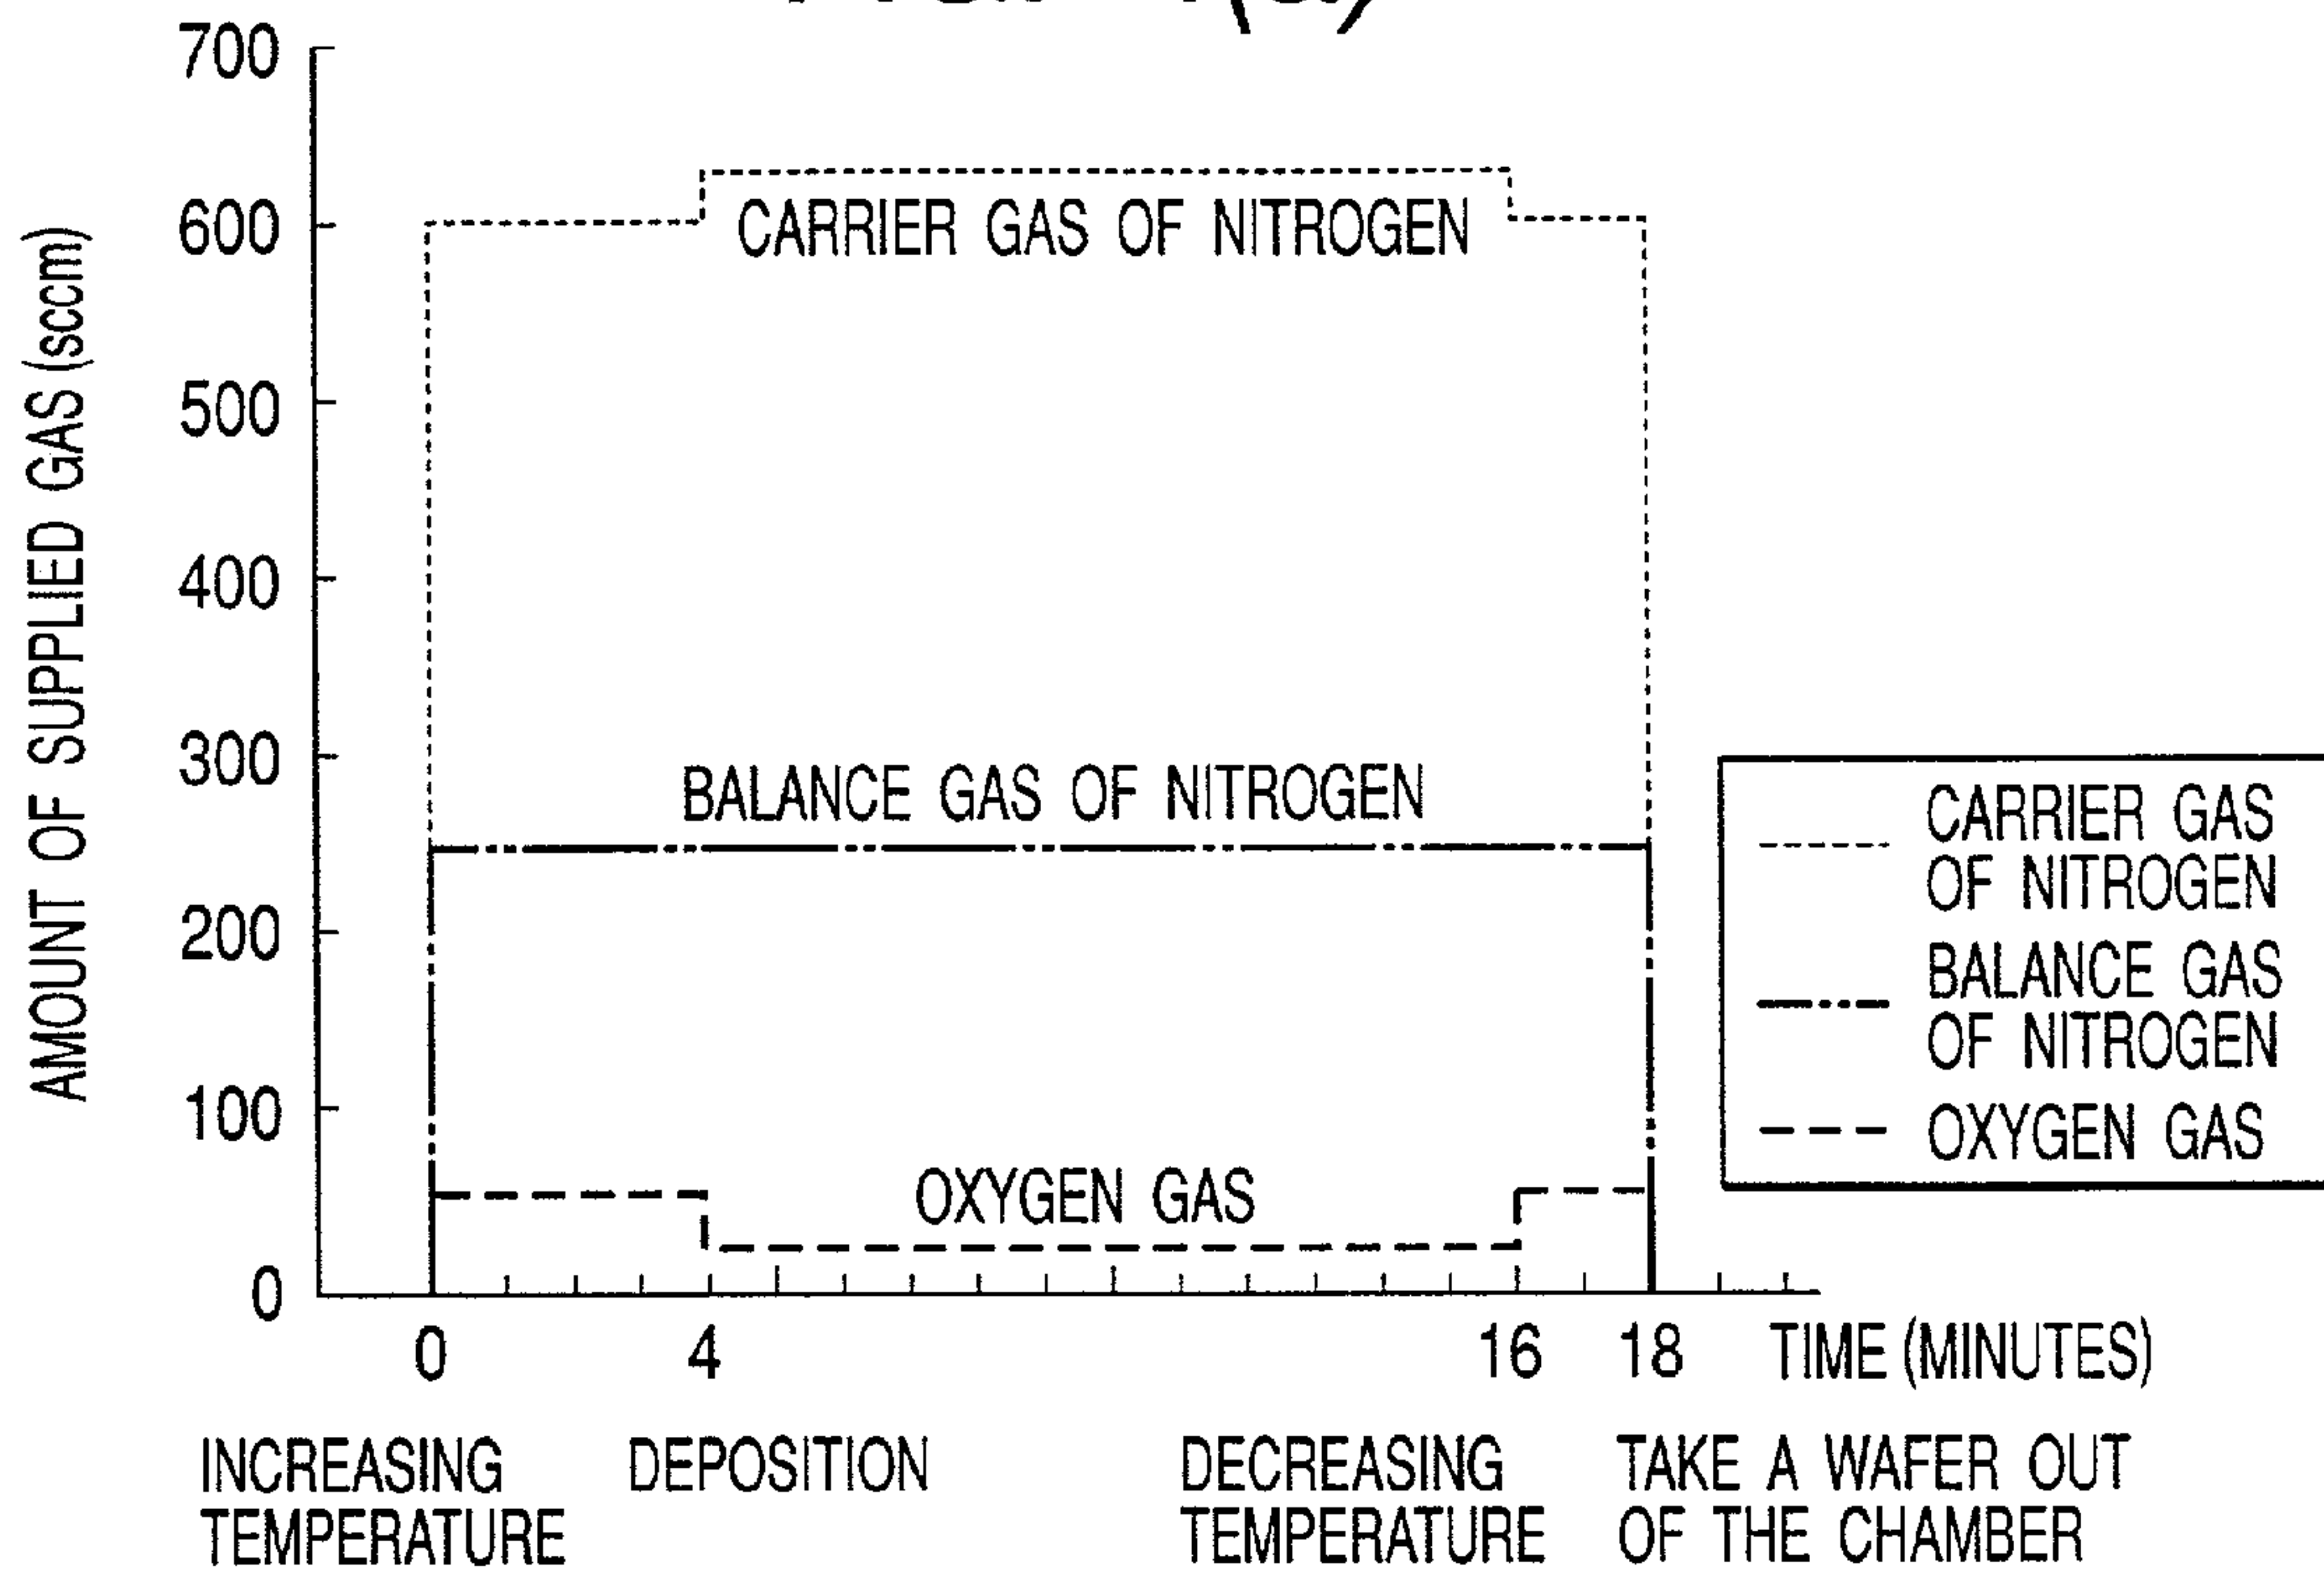 700
600
500
400
300
200
100
0
AMOUNT OF SUPPLIED GAS (sccm)
CARRIER GAS OF NITROGEN
BALANCE GAS OF NITROGEN
OXYGEN GAS
CARRIER GAS
OF NITROGEN
BALANCE GAS
OF NITROGEN
OXYGEN GAS
0 4 16 18 TIME (MINUTES)
INCREASING
TEMPERATURE
DEPOSITION
DECREASING
TEMPERATURE
TAKE A WAFER OUT
OF THE CHAMBER